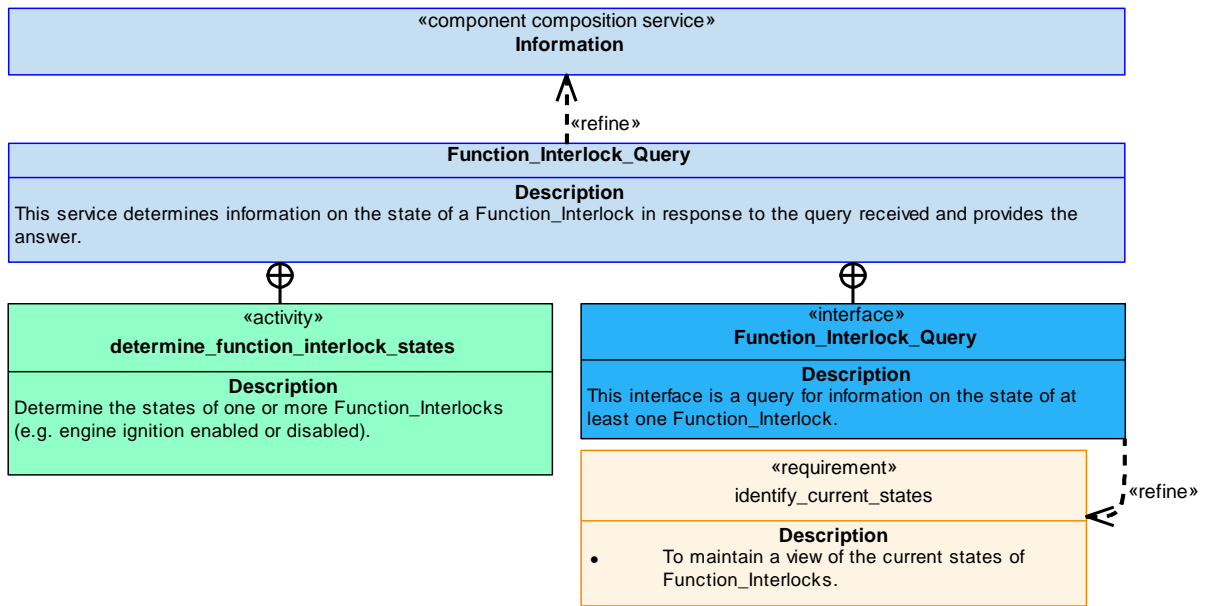 «component composition service»
Information
«refine»
Function_Interlock_Query
Description
This service determines information on the state of a Function_Interlock in response to the query received and provides the
answer.
«activity»
determine_function_interlock_states
Description
Determine the states of one or more Function_Interlocks
(e.g. engine ignition enabled or disabled).
«interface»
Function_Interlock_Query
Description
This interface is a query for information on the state of at
least one Function_Interlock.
«refine»
«requirement»
identify_current_states
Description
• To maintain a view of the current states of
Function_Interlocks.